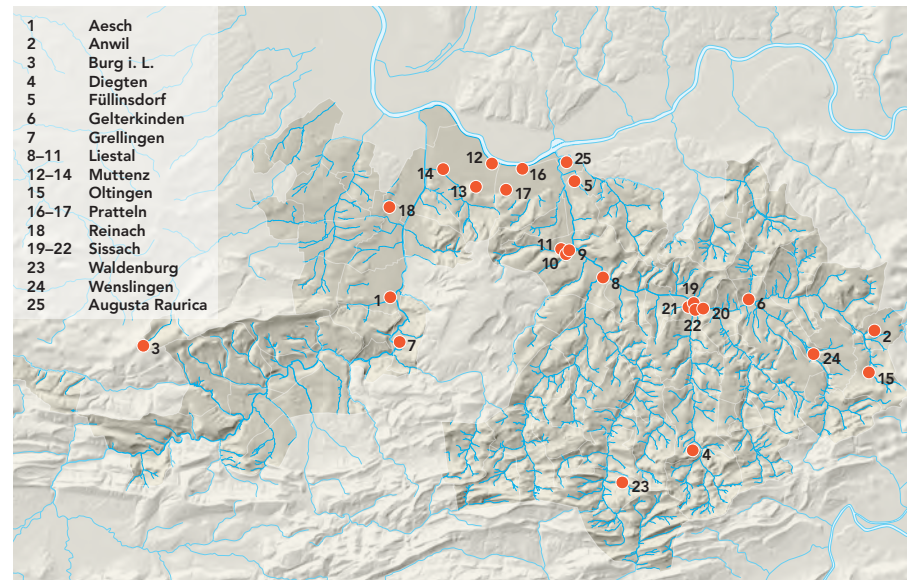 1 Aesch
2 Anwil
3 Burg i. L.
4 Diegten
5 Füllinsdorf
6 Gelterkinden
7 Grellingen
8–11 Liestal
12–14 Muttenz
15 Oltingen
16–17 Pratteln
18 Reinach
19–22 Sissach
23 Waldenburg
24 Wenslingen
25 Augusta Raurica
12
25
14
16
5
13
17
18
11
9
10
8
19
6
1
21
20
22
2
7
3
24
15
4
23